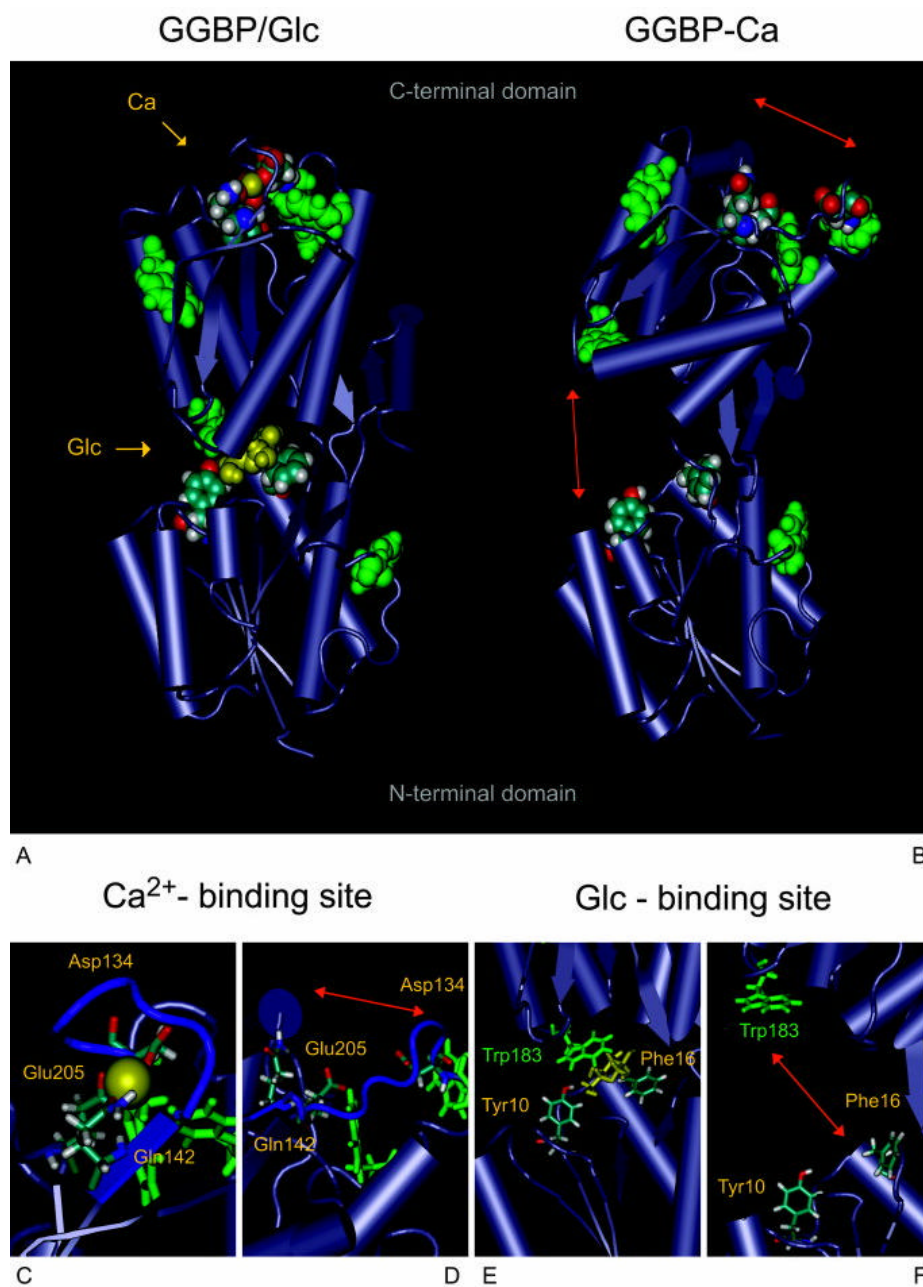 GGBP/Glc
GGBP-Ca
C-terminal domain
Ca
Glc
N-terminal domain
A
B
Ca²⁺- binding site
Glc - binding site
Asp134
Glu205
Gln142
Asp134
Glu205
Gln142
Trp183
Phe16
Tyr10
Trp183
Phe16
Tyr10
C
D
E
F